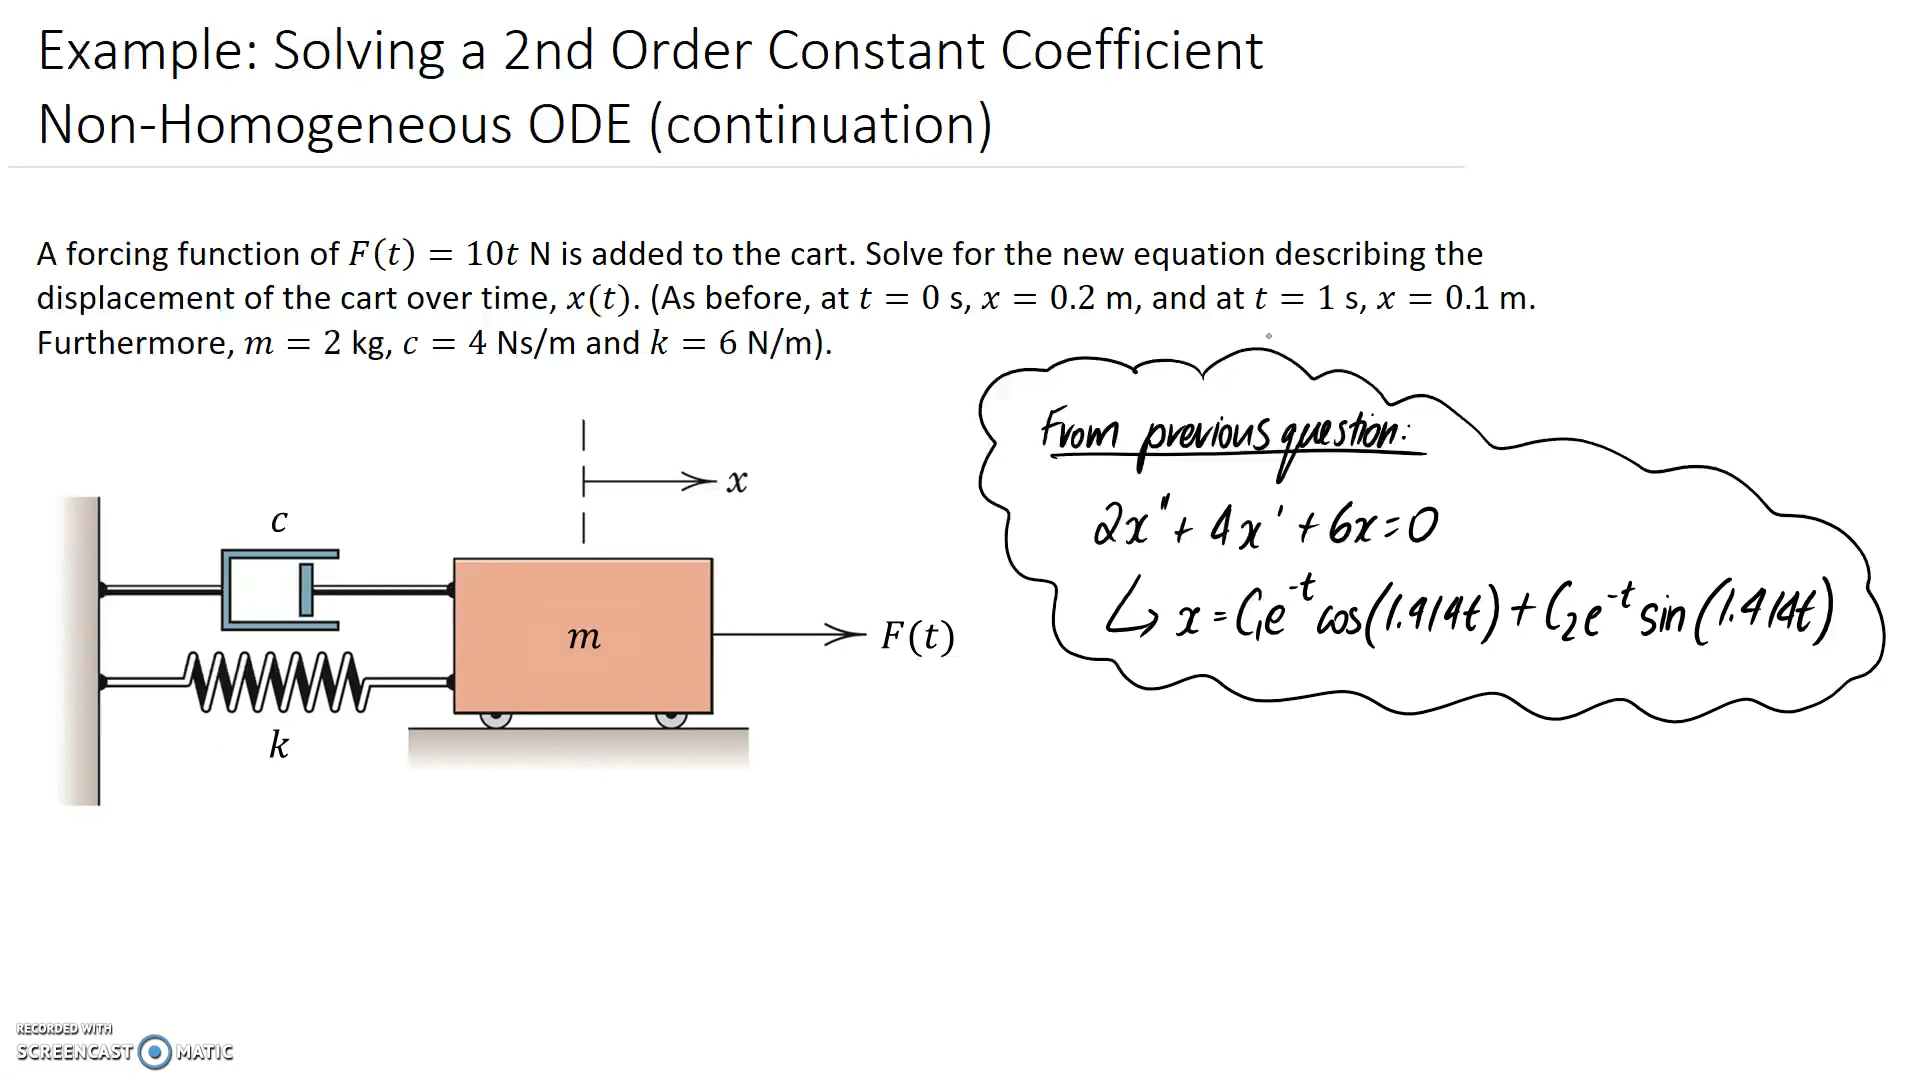 Example: Solving a 2nd Order Constant Coefficient
Non-Homogeneous ODE (continuation)
A forcing function of F(t) = 10t N is added to the cart. Solve for the new equation describing the
displacement of the cart over time, x(t). (As before, at t = 0 s, x = 0.2 m, and at t = 1 s, x = 0.1 m.
Furthermore, m = 2 kg, c = 4 Ns/m and k = 6 N/m).
From previous question:
2x" + 4x' + 6x = 0
↳ x = C₁e^-t cos(1.414t) + C₂e^-t sin(1.414t)
x
c
m
F(t)
k
RECORDED WITH
SCREENCAST MATIC